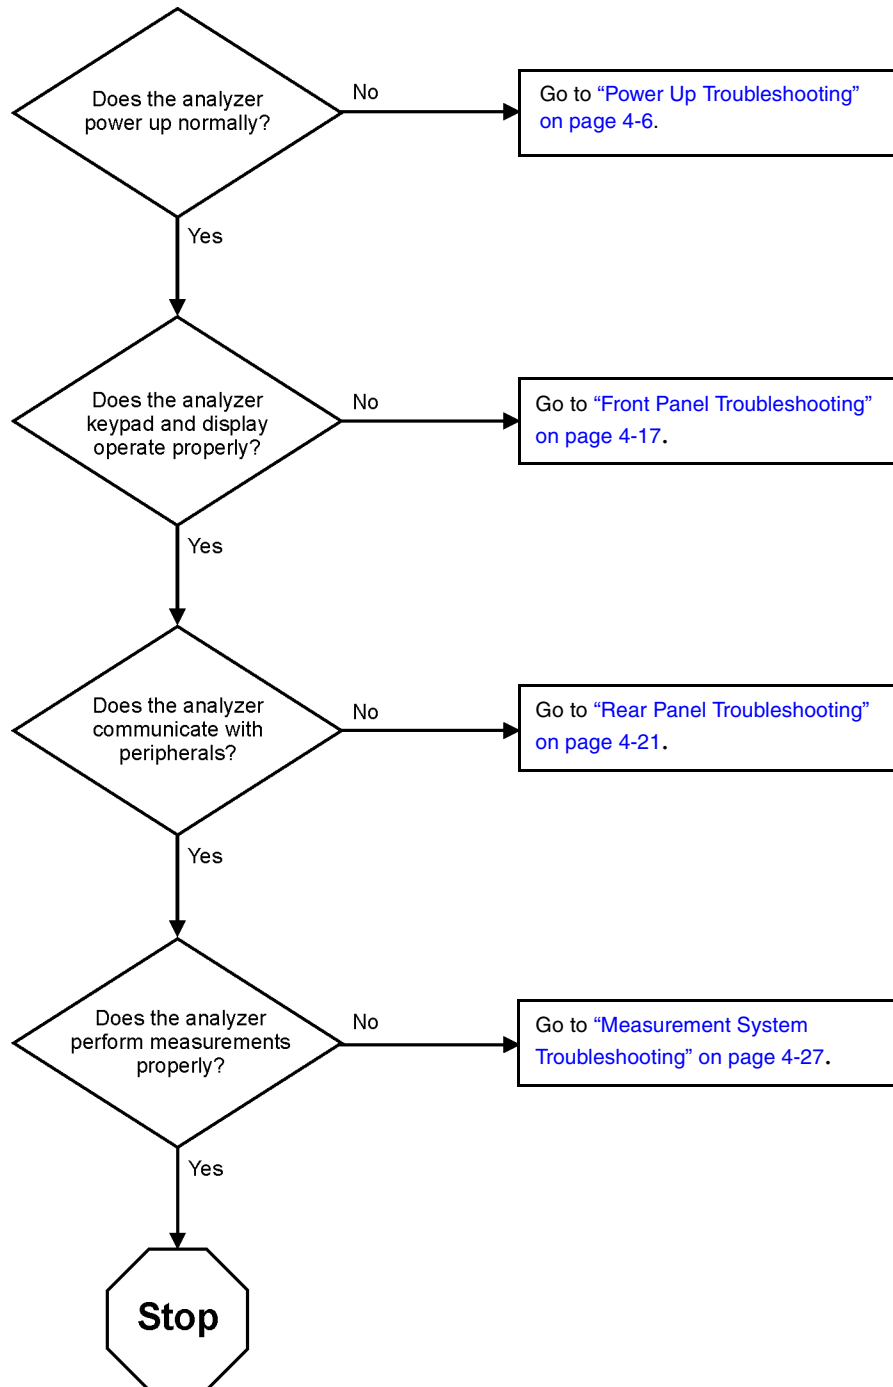 Does the analyzer
power up normally?
No
Go to “Power Up Troubleshooting”
on page 4-6.
Yes
Does the analyzer
keypad and display
operate properly?
No
Go to “Front Panel Troubleshooting”
on page 4-17.
Yes
Does the analyzer
communicate with
peripherals?
No
Go to “Rear Panel Troubleshooting”
on page 4-21.
Yes
Does the analyzer
perform measurements
properly?
No
Go to “Measurement System
Troubleshooting” on page 4-27.
Yes
Stop